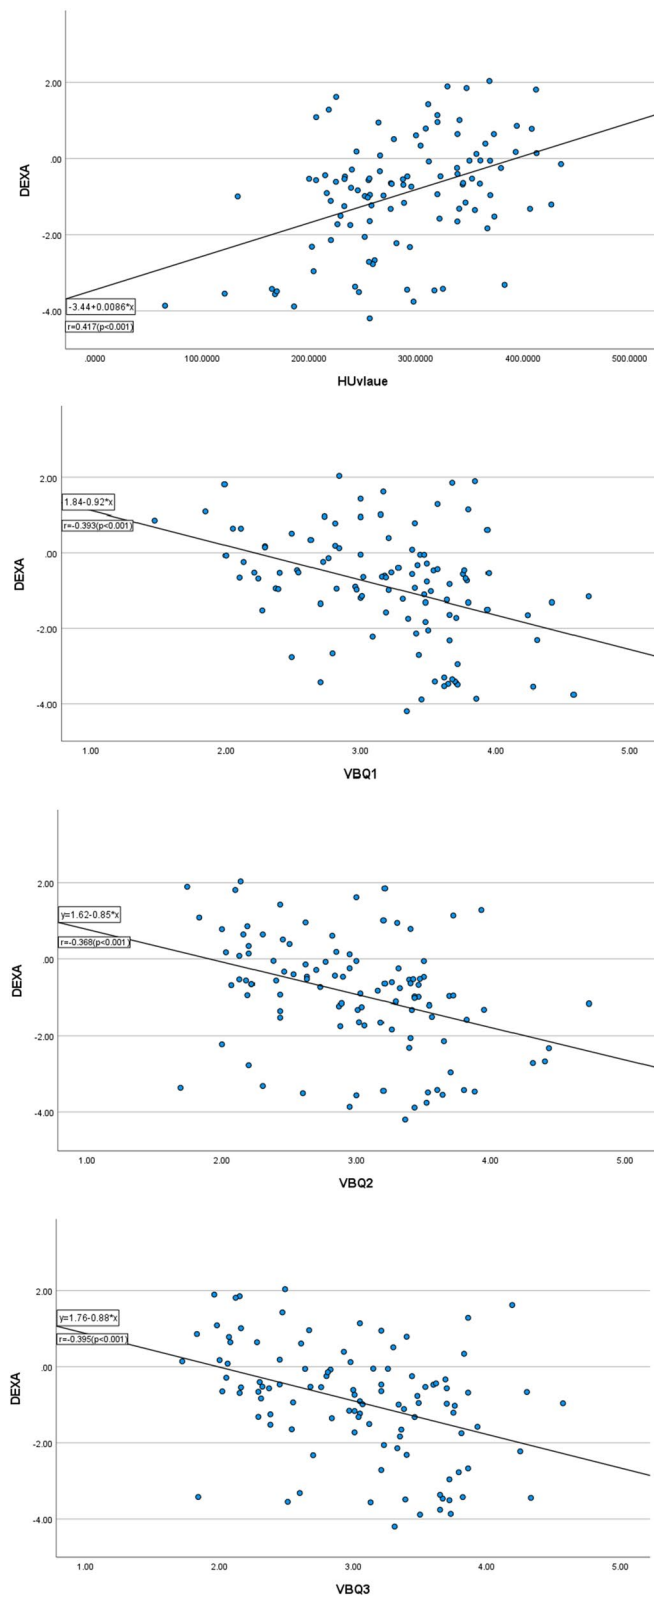 2.00
.00
DEXA
-2.00
-3.44+0.0086*x
-4.00
r=0.417(p<0.001)
.0000 100.0000 200.0000 300.0000 400.0000 500.0000
HUvlaue
2.00
1.84-0.92*x
r=-0.393(p<0.001)
.00
DEXA
-2.00
-4.00
1.00 2.00 3.00 4.00 5.00
VBQ1
2.00
y=1.62-0.85*x
r=-0.368(p<0.001)
.00
DEXA
-2.00
-4.00
1.00 2.00 3.00 4.00 5.00
VBQ2
2.00
y=1.76-0.88*x
r=-0.395(p<0.001)
.00
DEXA
-2.00
-4.00
1.00 2.00 3.00 4.00 5.00
VBQ3